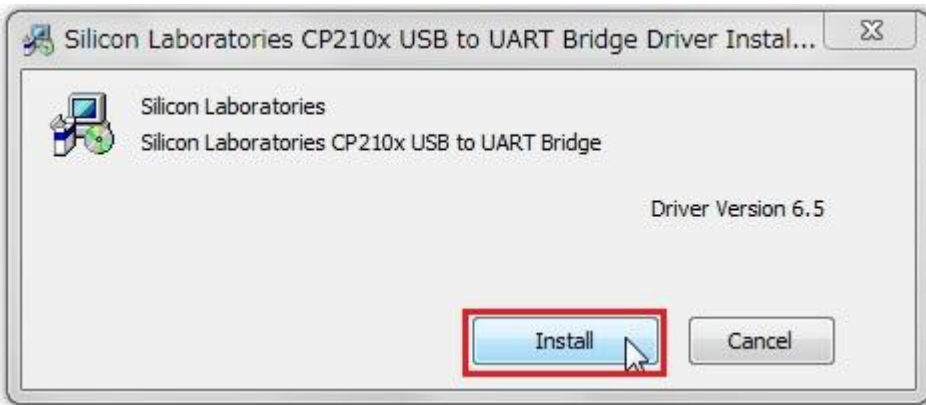 Silicon Laboratories CP210x USB to UART Bridge Driver Instal...
Silicon Laboratories
Silicon Laboratories CP210x USB to UART Bridge
Driver Version 6.5
Install
Cancel